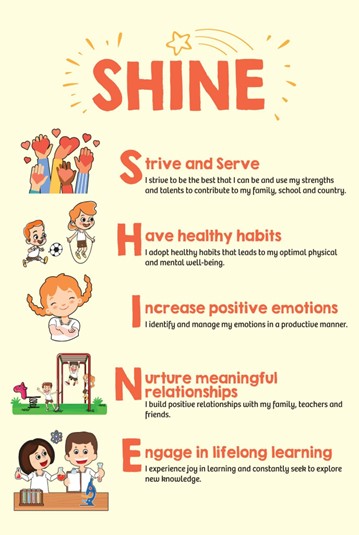 SHINE
Strive and Serve
I strive to be the best that I can be and use my strengths
and talents to contribute to my family, school and country.
Have healthy habits
I adopt healthy habits that leads to my optimal physical
and mental well-being.
Increase positive emotions
I identify and manage my emotions in a productive manner.
Nurture meaningful
relationships
I build positive relationships with my family, teachers and
friends.
Engage in lifelong learning
I experience joy in learning and constantly seek to explore
new knowledge.